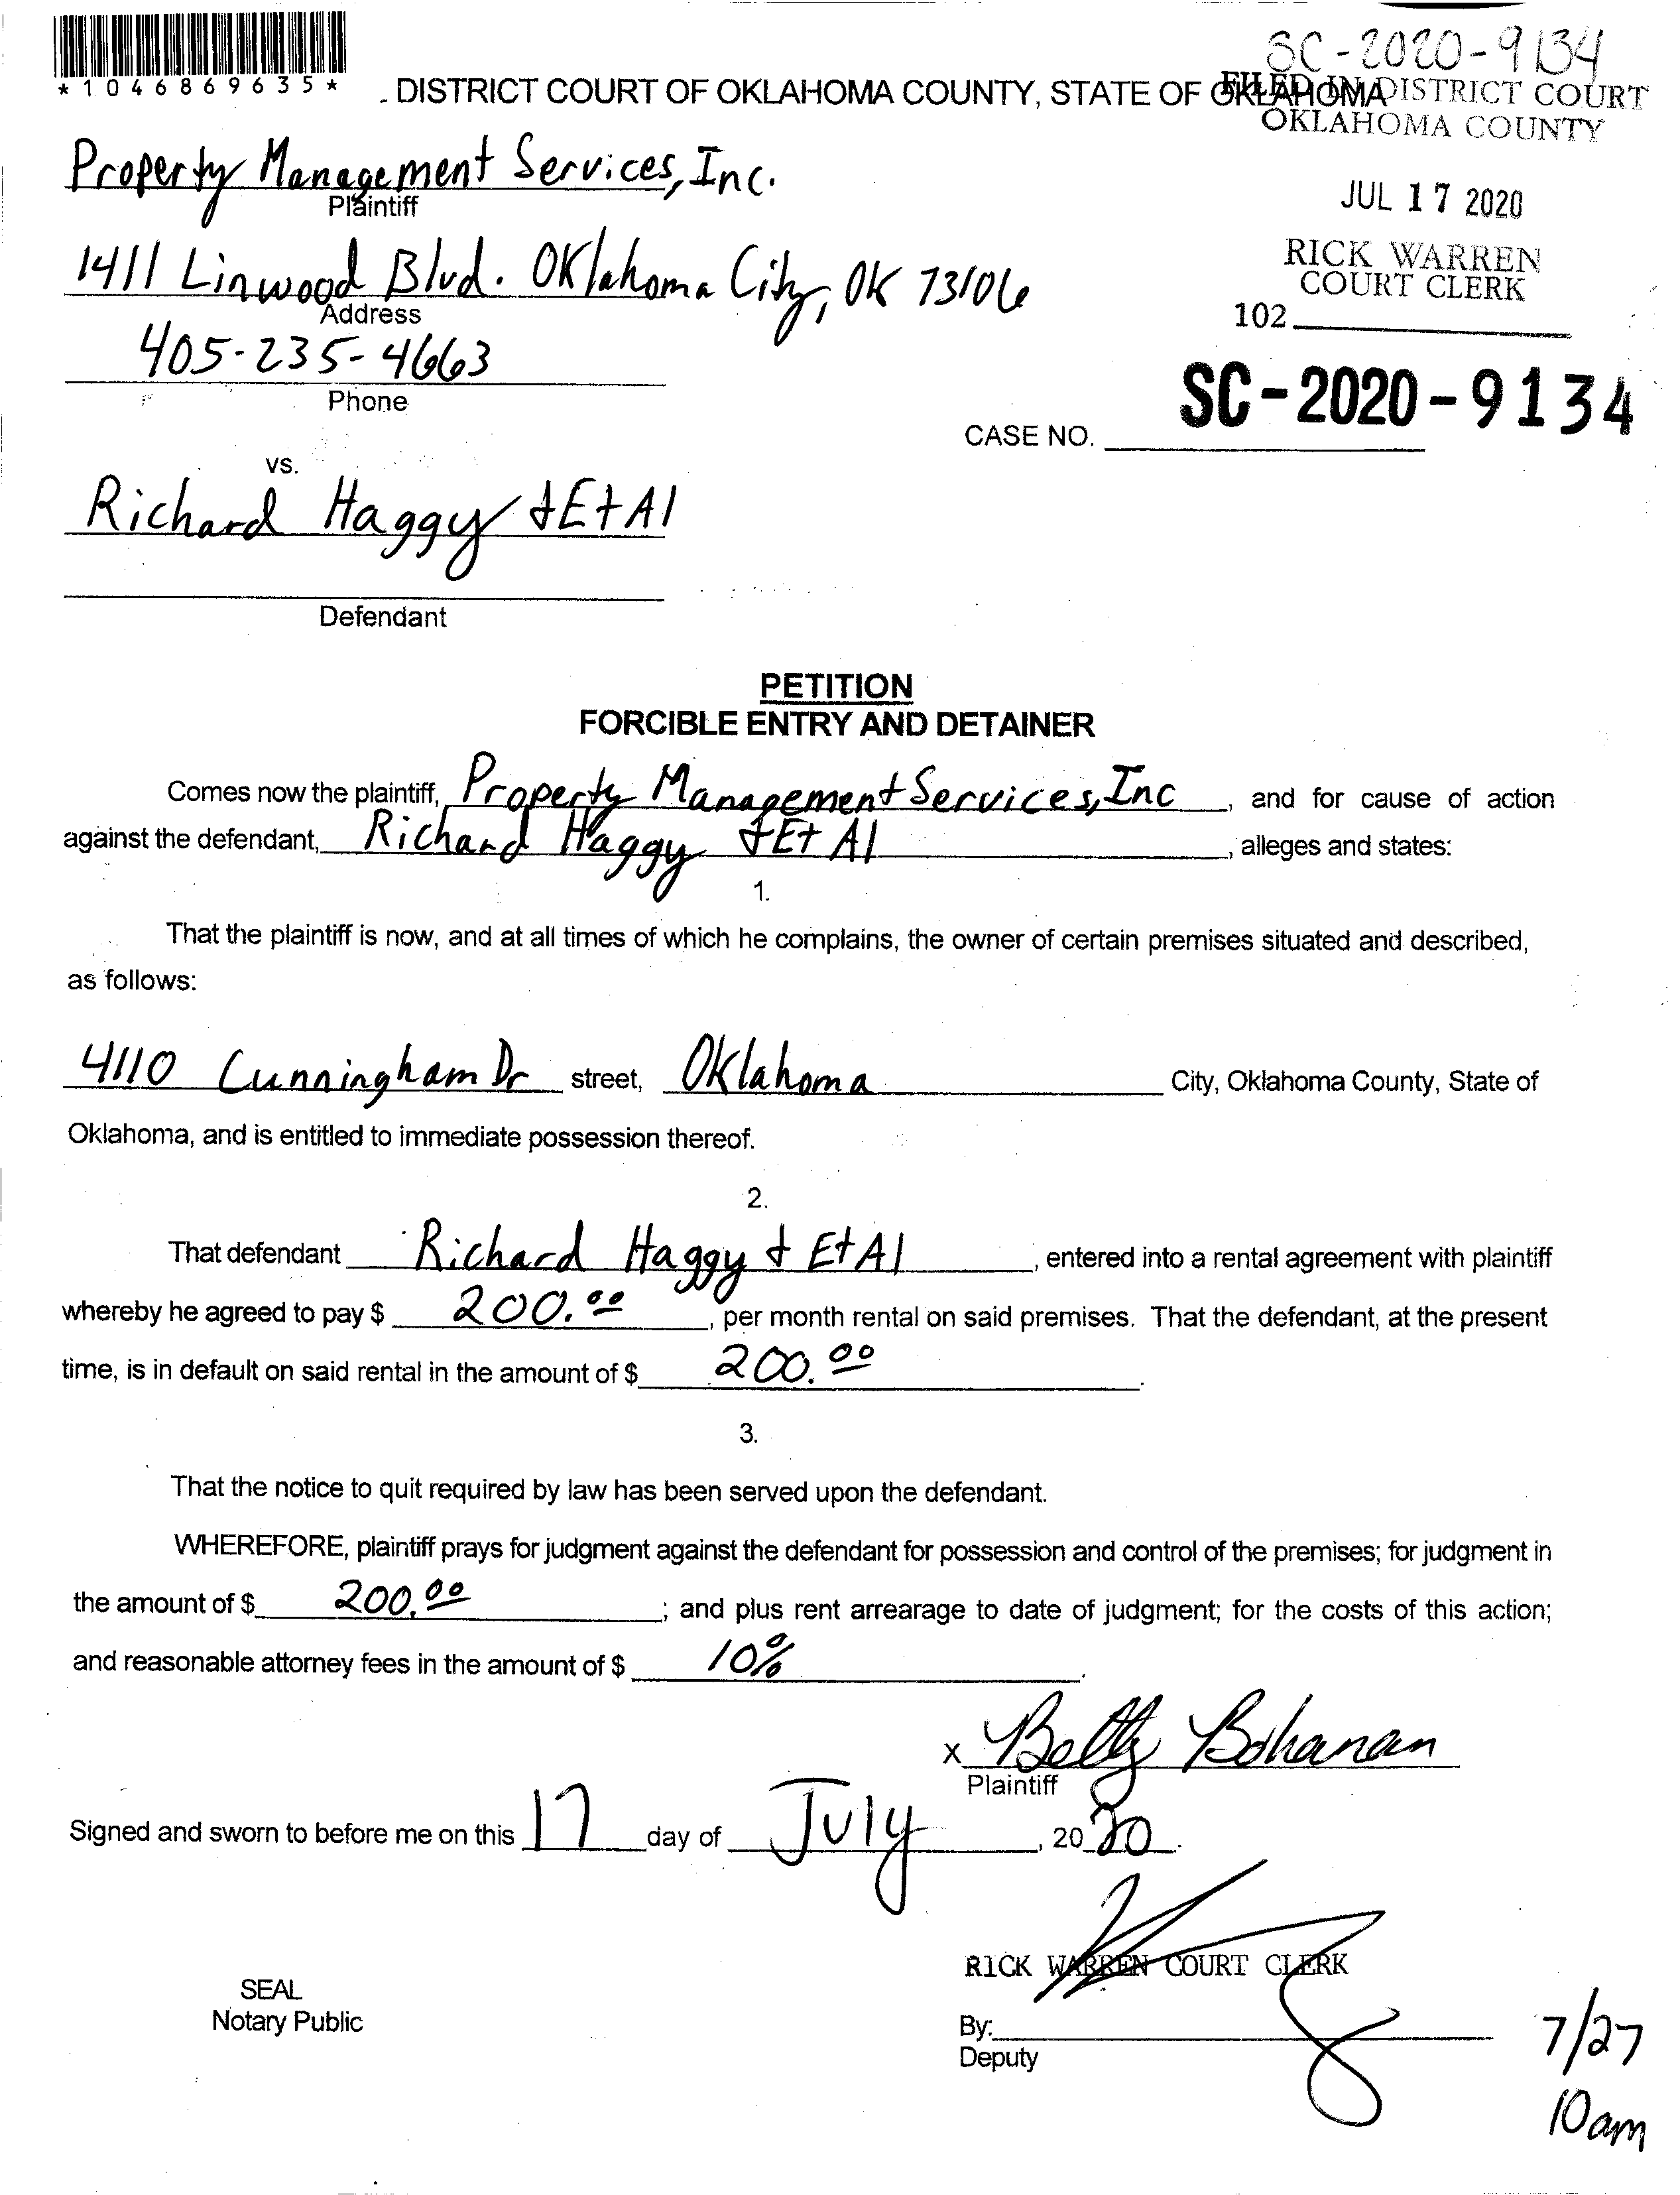 SC-2020-9134
*1046869635*
DISTRICT COURT OF OKLAHOMA COUNTY, STATE OF OKLAHOMA
FILED IN DISTRICT COURT
OKLAHOMA COUNTY
Property Management Services, Inc.
Plaintiff
JUL 17 2020
RICK WARREN
COURT CLERK
1411 Linwood Blvd. Oklahoma City, OK 73106
Address
102
405-235-4663
Phone
CASE NO. SC-2020-9134
vs.
Richard Haggy & Et Al
Defendant
PETITION
FORCIBLE ENTRY AND DETAINER
Comes now the plaintiff, Property Management Services, Inc, and for cause of action
against the defendant, Richard Haggy & Et Al, alleges and states:
1.
That the plaintiff is now, and at all times of which he complains, the owner of certain premises situated and described,
as follows:
4110 Cunningham Dr street, Oklahoma City, Oklahoma County, State of
Oklahoma, and is entitled to immediate possession thereof.
2.
That defendant Richard Haggy & Et Al, entered into a rental agreement with plaintiff
whereby he agreed to pay $ 200.00, per month rental on said premises. That the defendant, at the present
time, is in default on said rental in the amount of $ 200.00.
3.
That the notice to quit required by law has been served upon the defendant.
WHEREFORE, plaintiff prays for judgment against the defendant for possession and control of the premises; for judgment in
the amount of $ 200.00; and plus rent arrearage to date of judgment; for the costs of this action;
and reasonable attorney fees in the amount of $ 10%.
x Betty Bohanan
Plaintiff
Signed and sworn to before me on this 17 day of July, 2020.
RICK WARREN COURT CLERK
SEAL
Notary Public
By:
Deputy
7/27
10am